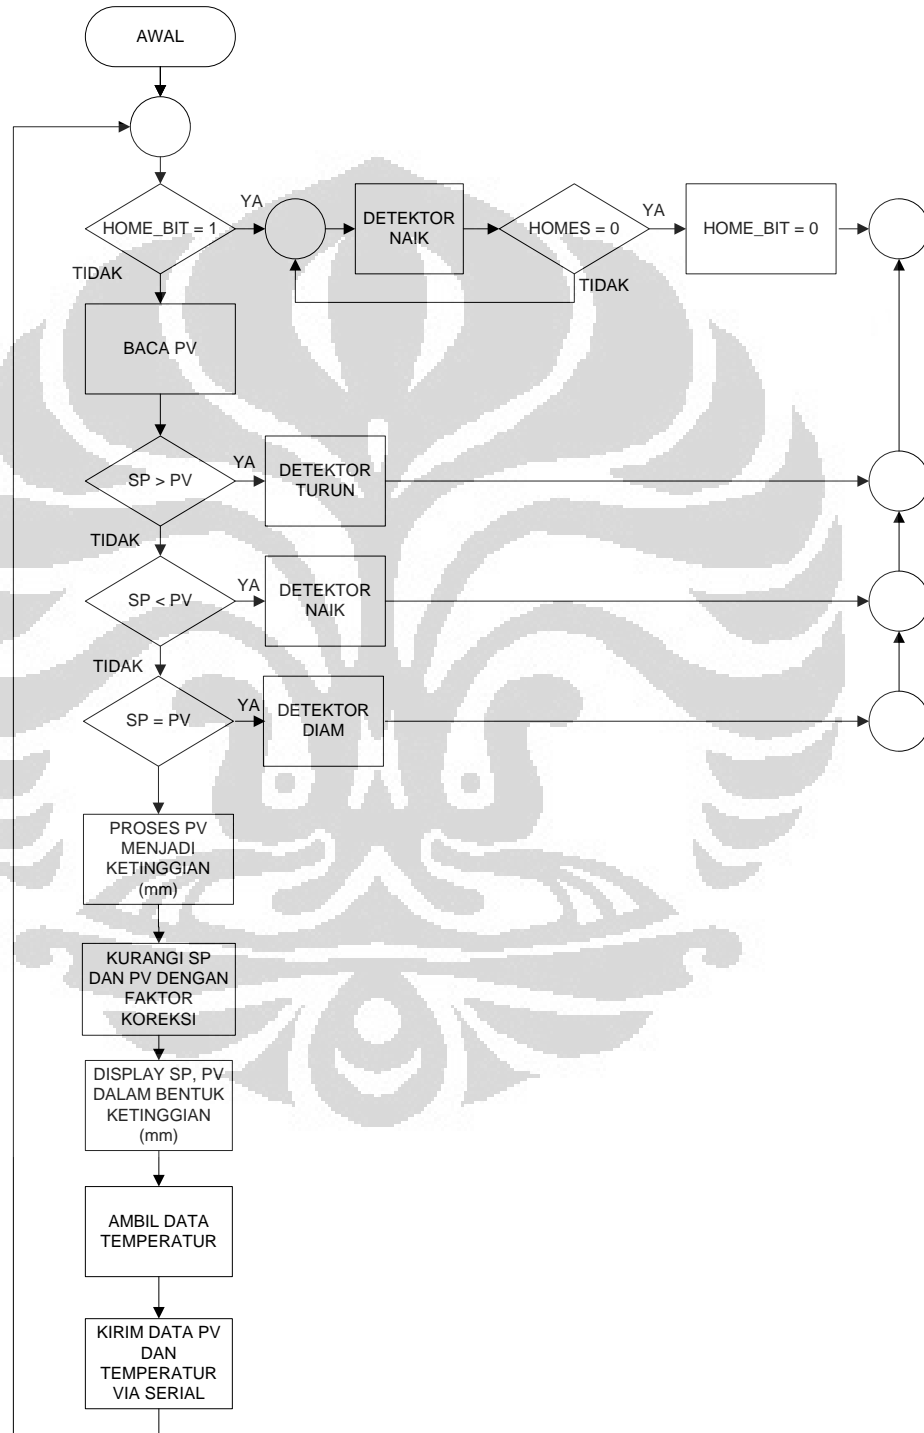 AWAL
HOME_BIT = 1
YA
DETEKTOR
NAIK
HOMES = 0
YA
HOME_BIT = 0
TIDAK
TIDAK
BACA PV
SP > PV
YA
DETEKTOR
TURUN
TIDAK
SP < PV
YA
DETEKTOR
NAIK
TIDAK
SP = PV
YA
DETEKTOR
DIAM
PROSES PV
MENJADI
KETINGGIAN
(mm)
KURANGI SP
DAN PV DENGAN
FAKTOR
KOREKSI
DISPLAY SP, PV
DALAM BENTUK
KETINGGIAN
(mm)
AMBIL DATA
TEMPERATUR
KIRIM DATA PV
DAN
TEMPERATUR
VIA SERIAL